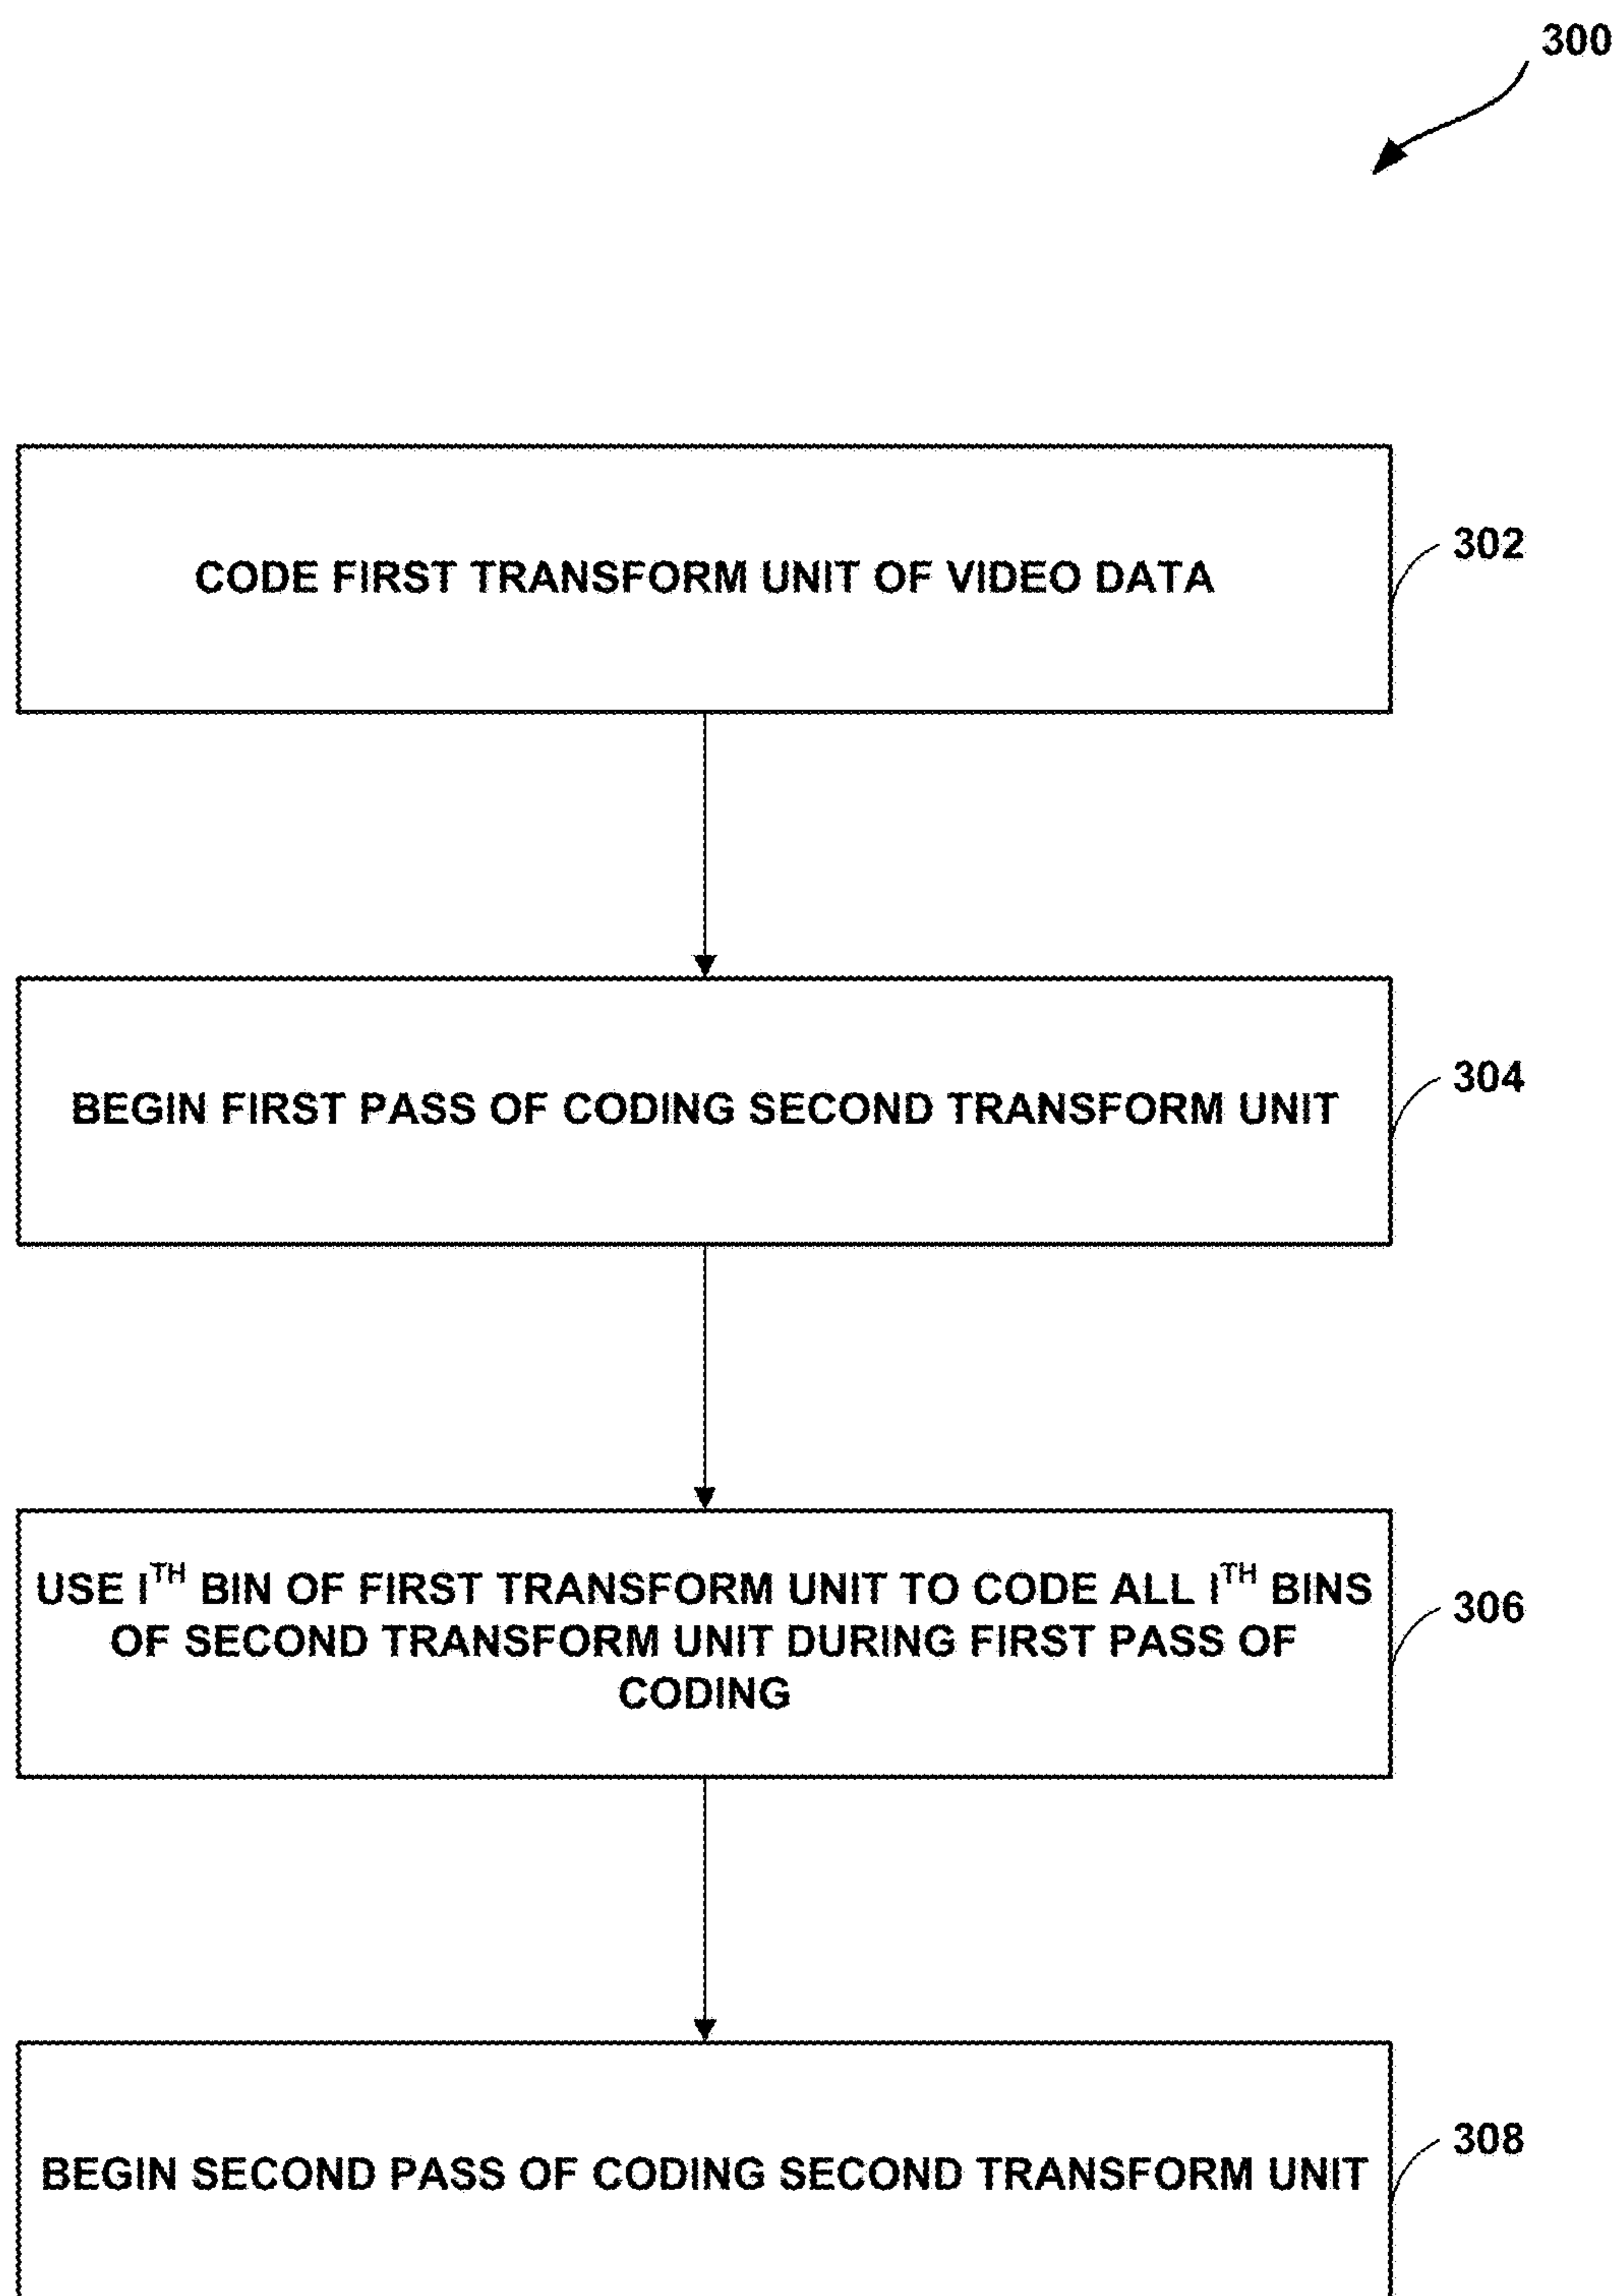 300
CODE FIRST TRANSFORM UNIT OF VIDEO DATA
302
BEGIN FIRST PASS OF CODING SECOND TRANSFORM UNIT
304
USE I^TH BIN OF FIRST TRANSFORM UNIT TO CODE ALL I^TH BINS
OF SECOND TRANSFORM UNIT DURING FIRST PASS OF
CODING
306
BEGIN SECOND PASS OF CODING SECOND TRANSFORM UNIT
308